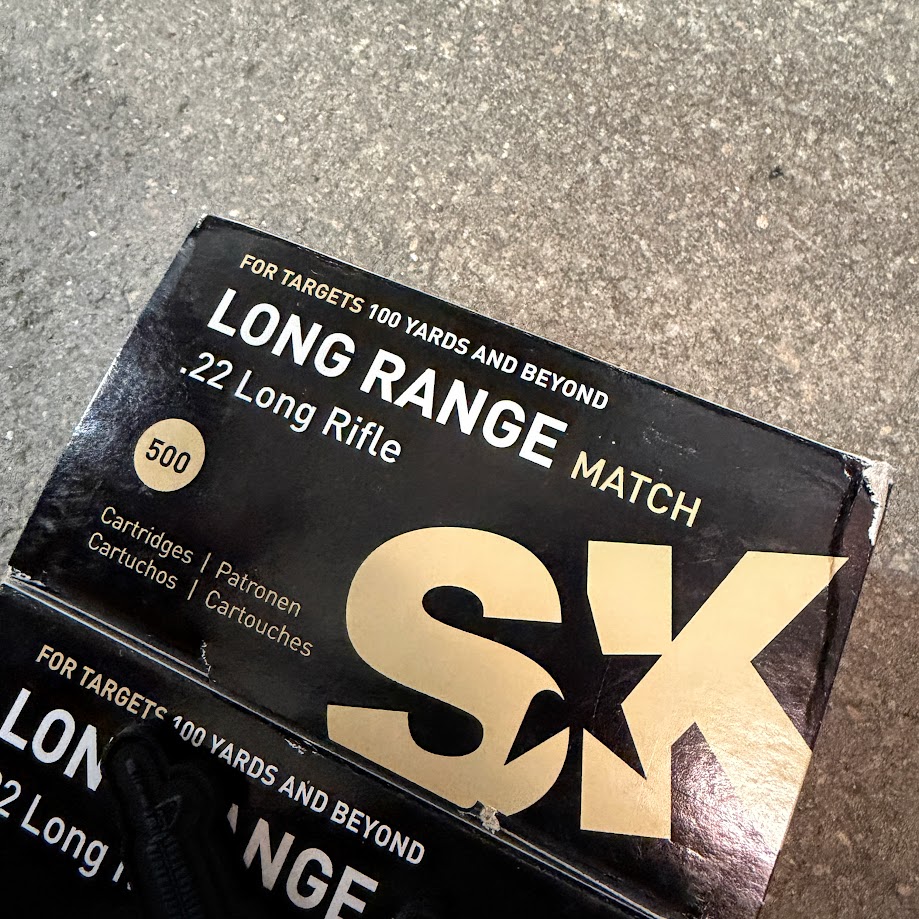 FOR TARGETS 100 YARDS AND BEYOND
LONG RANGE MATCH
.22 Long Rifle
500
Cartridges | Patronen
Cartuchos | Cartouches
SK
FOR TARGETS 100 YARDS AND BEYOND